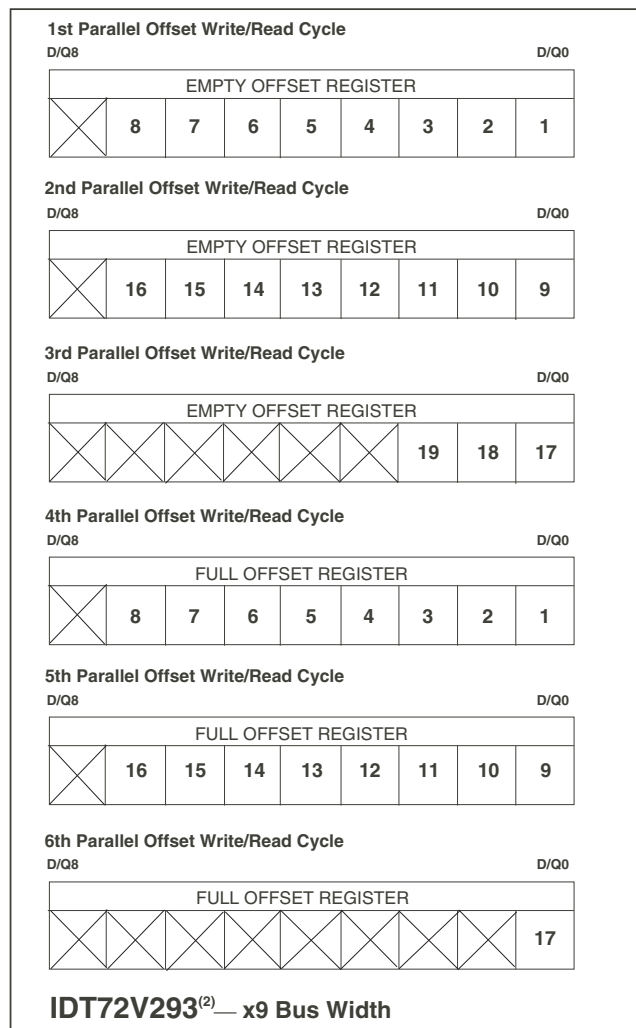 1st Parallel Offset Write/Read Cycle
D/Q8 D/Q0
EMPTY OFFSET REGISTER
8 7 6 5 4 3 2 1
2nd Parallel Offset Write/Read Cycle
D/Q8 D/Q0
EMPTY OFFSET REGISTER
16 15 14 13 12 11 10 9
3rd Parallel Offset Write/Read Cycle
D/Q8 D/Q0
EMPTY OFFSET REGISTER
19 18 17
4th Parallel Offset Write/Read Cycle
D/Q8 D/Q0
FULL OFFSET REGISTER
8 7 6 5 4 3 2 1
5th Parallel Offset Write/Read Cycle
D/Q8 D/Q0
FULL OFFSET REGISTER
16 15 14 13 12 11 10 9
6th Parallel Offset Write/Read Cycle
D/Q8 D/Q0
FULL OFFSET REGISTER
17
IDT72V293(2)— x9 Bus Width